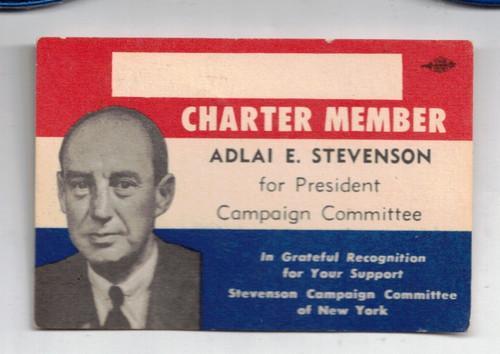 CHARTER MEMBER
ADLAI E. STEVENSON
for President
Campaign Committee
In Grateful Recognition
for Your Support
Stevenson Campaign Committee
of New York